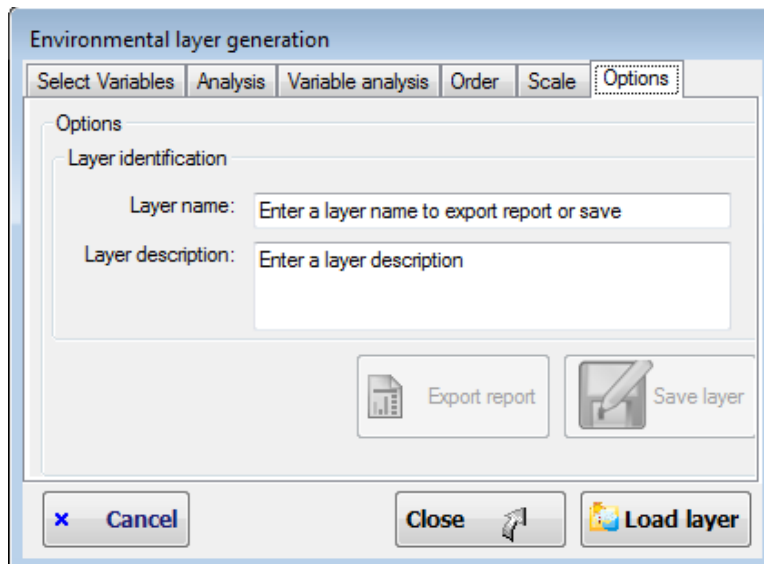 Environmental layer generation
Select Variables Analysis Variable analysis Order Scale Options
Options
Layer identification
Layer name: Enter a layer name to export report or save
Layer description: Enter a layer description
Export report Save layer
Cancel Close Load layer